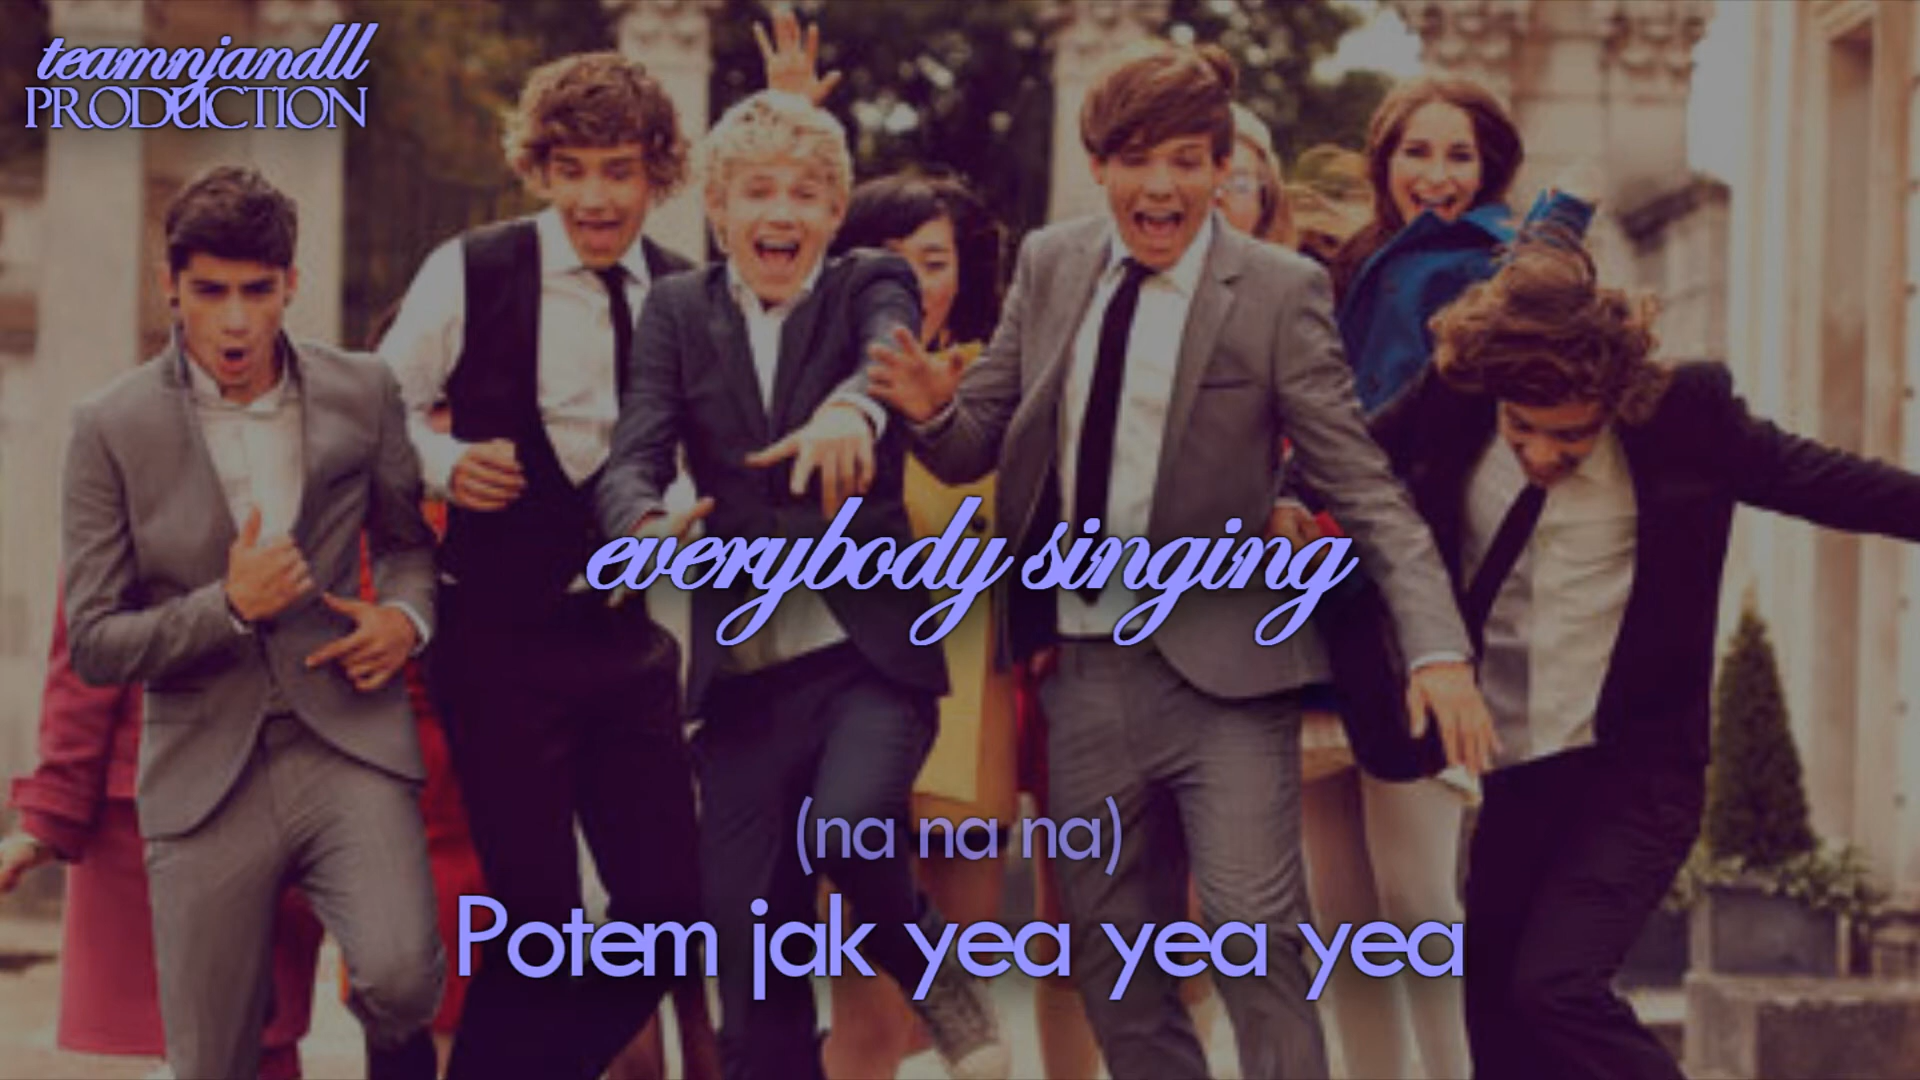 teamnjandll
PRODUCTION
everybody singing
(na na na)
Potem jak yea yea yea